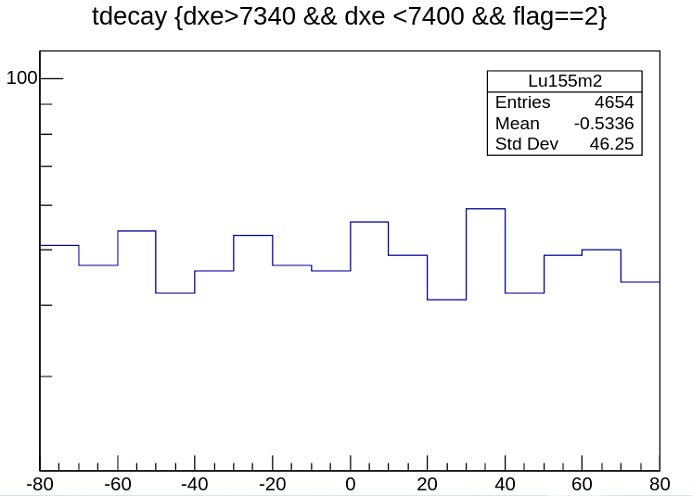 tdecay {dxe>7340 && dxe <7400 && flag==2}
100
Lu155m2
Entries 4654
Mean -0.5336
Std Dev 46.25
-80 -60 -40 -20 0 20 40 60 80